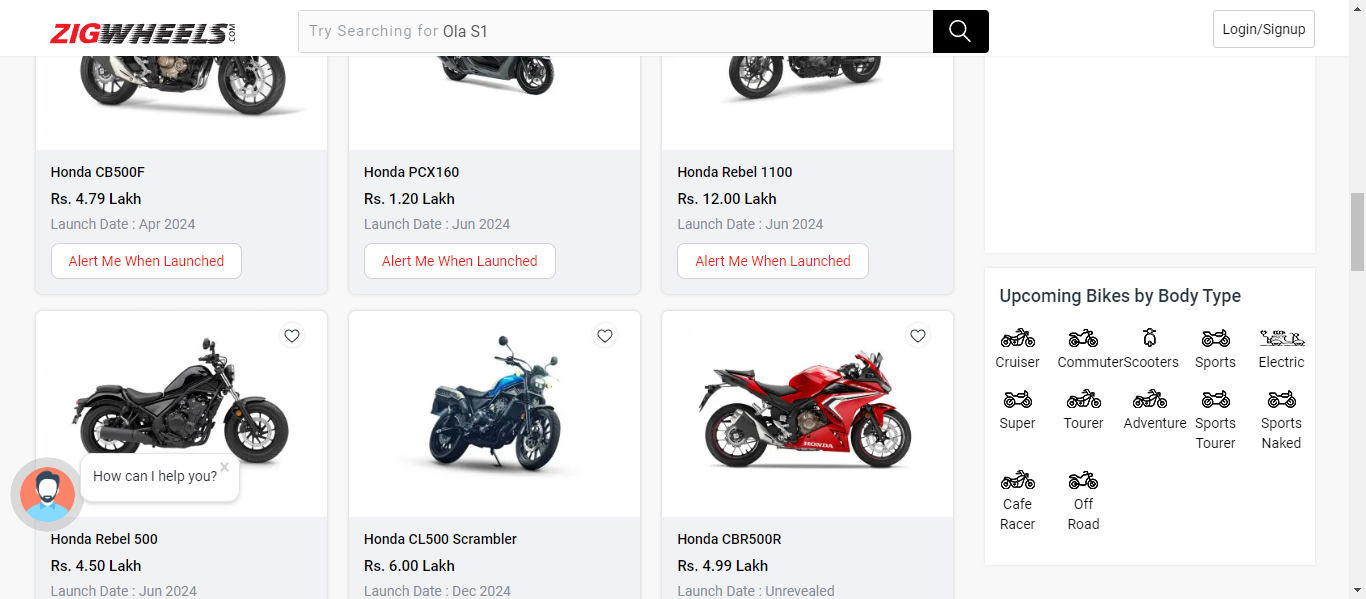 ZIGWHEELS.COM
Try Searching for Ola S1
Login/Signup
Honda CB500F
Rs. 4.79 Lakh
Launch Date : Apr 2024
Alert Me When Launched
Honda PCX160
Rs. 1.20 Lakh
Launch Date : Jun 2024
Alert Me When Launched
Honda Rebel 1100
Rs. 12.00 Lakh
Launch Date : Jun 2024
Alert Me When Launched
Honda Rebel 500
Rs. 4.50 Lakh
Launch Date : Jun 2024
Honda CL500 Scrambler
Rs. 6.00 Lakh
Launch Date : Dec 2024
HONDA
Honda CBR500R
Rs. 4.99 Lakh
Launch Date : Unrevealed
How can I help you?
Upcoming Bikes by Body Type
Cruiser
Commuter
Scooters
Sports
Electric
Super
Tourer
Adventure
Sports
Tourer
Sports
Naked
Cafe
Racer
Off
Road